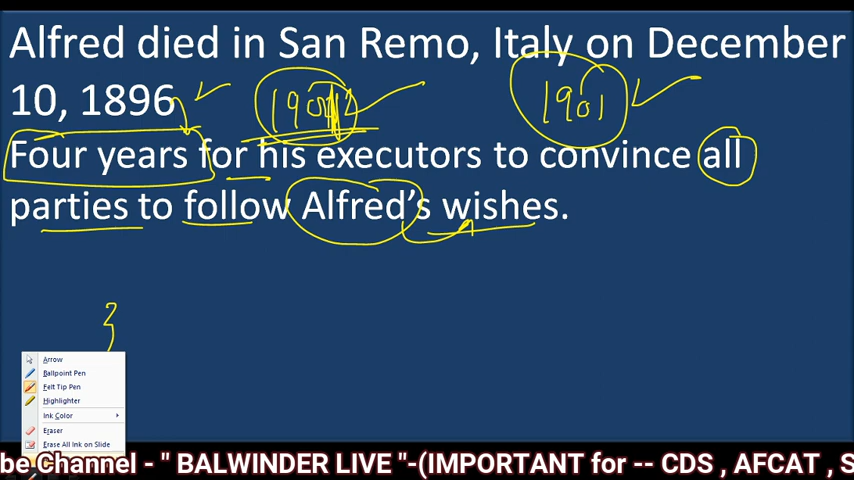 Alfred died in San Remo, Italy on December
10, 1896
1901
Four years for his executors to convince all
parties to follow Alfred's wishes.
Arrow
Ballpoint Pen
Felt Tip Pen
Highlighter
Ink Color
Eraser
Erase All Ink on Slide
be Channel - " BALWINDER LIVE "-(IMPORTANT for -- CDS , AFCAT , S